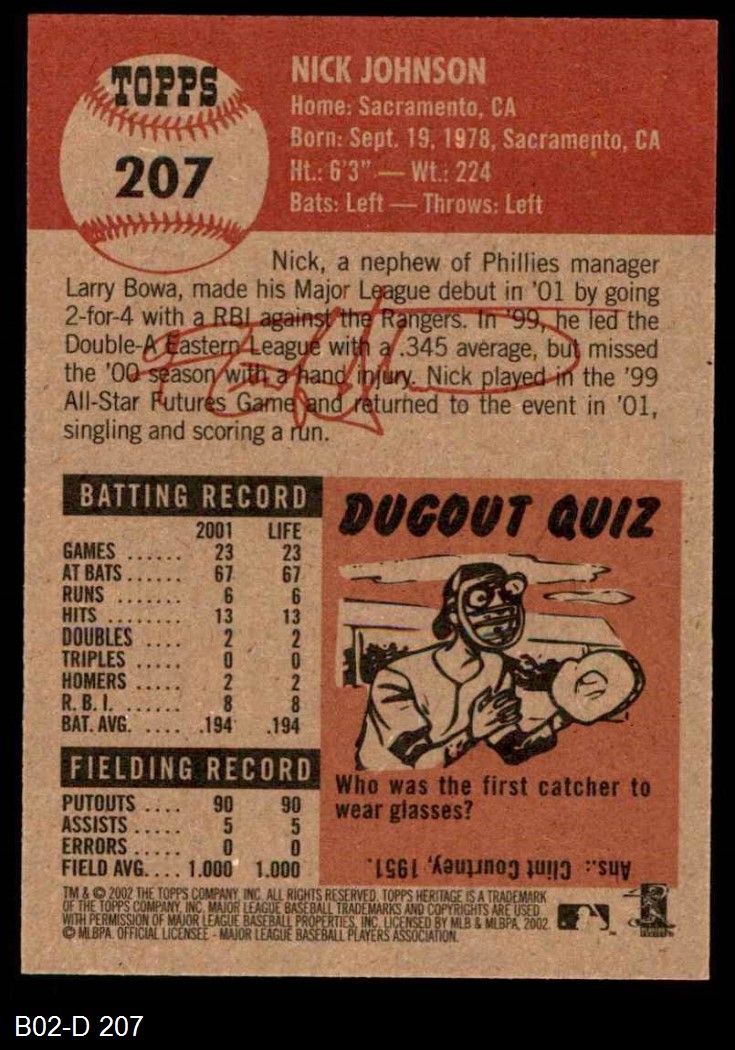 TOPPS
207
NICK JOHNSON
Home: Sacramento, CA
Born: Sept. 19, 1978, Sacramento, CA
Ht.: 6'3" — Wt.: 224
Bats: Left — Throws: Left
Nick, a nephew of Phillies manager
Larry Bowa, made his Major League debut in '01 by going
2-for-4 with a RBI against the Rangers. In '99, he led the
Double-A Eastern League with a .345 average, but missed
the '00 season with a hand injury. Nick played in the '99
All-Star Futures Game and returned to the event in '01,
singling and scoring a run.
BATTING RECORD
2001 LIFE
GAMES ...... 23 23
AT BATS...... 67 67
RUNS ....... 6 6
HITS ........ 13 13
DOUBLES .... 2 2
TRIPLES ..... 0 0
HOMERS ..... 2 2
R. B. I. ...... 8 8
BAT. AVG. .... .194 .194
FIELDING RECORD
PUTOUTS .... 90 90
ASSISTS ..... 5 5
ERRORS ..... 0 0
FIELD AVG.... 1.000 1.000
DUGOUT QUIZ
Who was the first catcher to
wear glasses?
Ans.: Clint Courtney, 1951.
TM & © 2002 THE TOPPS COMPANY, INC. ALL RIGHTS RESERVED. TOPPS HERITAGE IS A TRADEMARK
OF THE TOPPS COMPANY, INC. MAJOR LEAGUE BASEBALL TRADEMARKS AND COPYRIGHTS ARE USED
WITH PERMISSION OF MAJOR LEAGUE BASEBALL PROPERTIES, INC. LICENSED BY MLB & MLBPA, 2002
© MLBPA. OFFICIAL LICENSEE - MAJOR LEAGUE BASEBALL PLAYERS ASSOCIATION.
B02-D 207